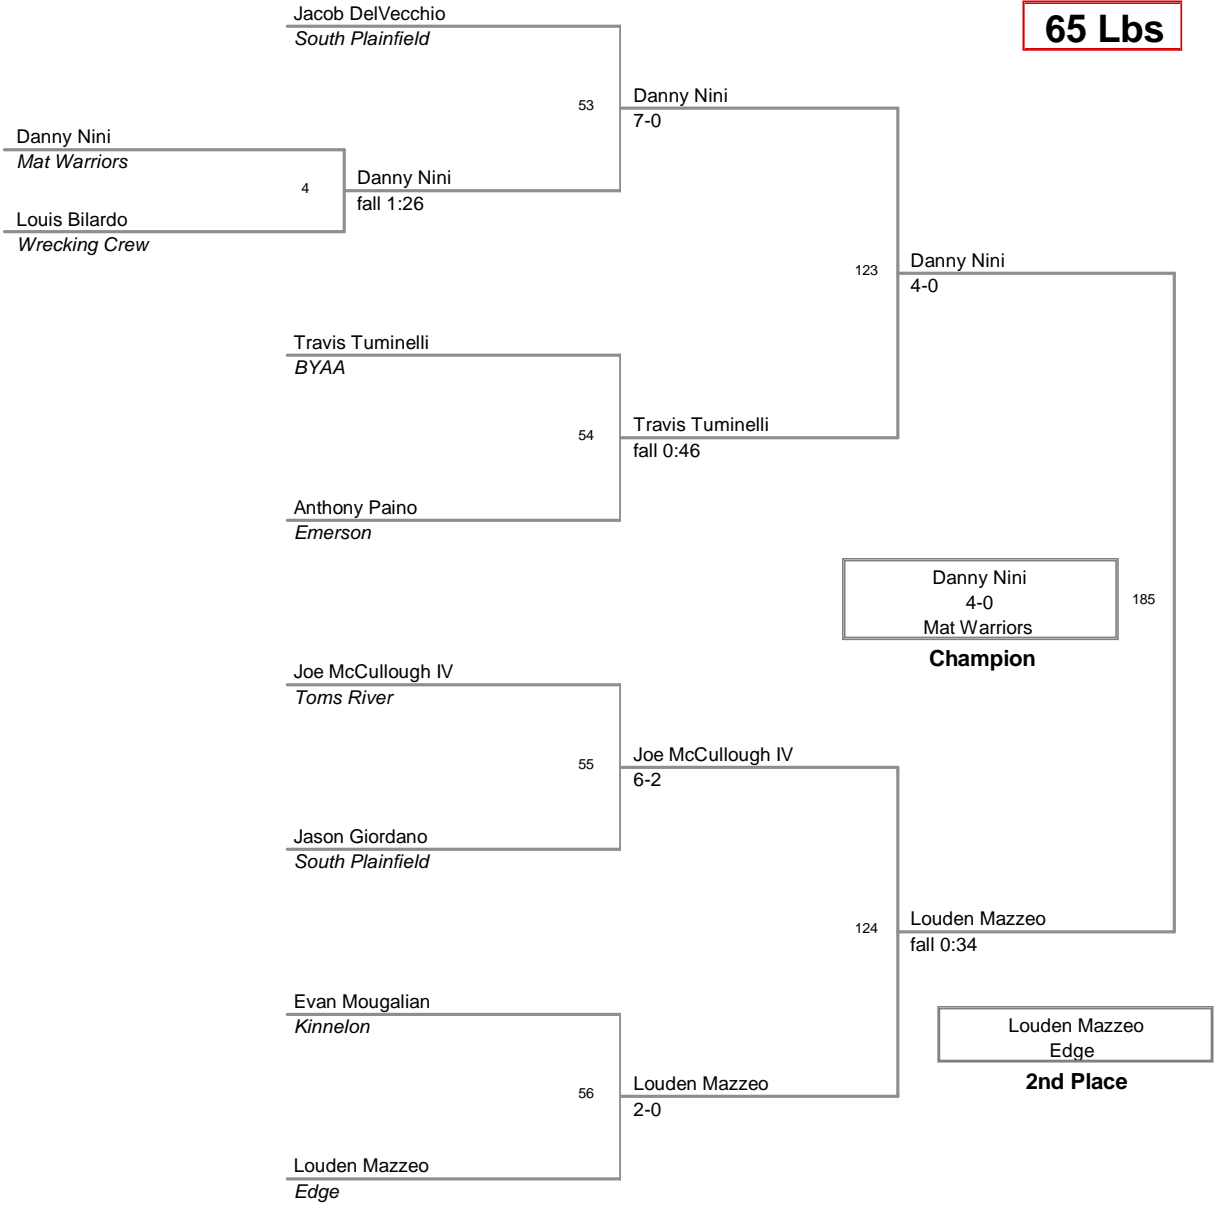 Jacob DelVecchio
South Plainfield
65 Lbs
53
Danny Nini
7-0
Danny Nini
Mat Warriors
4
Danny Nini
fall 1:26
Louis Bilardo
Wrecking Crew
123
Danny Nini
4-0
Travis Tuminelli
BYAA
54
Travis Tuminelli
fall 0:46
Anthony Paino
Emerson
Danny Nini
4-0
Mat Warriors
Champion
185
Joe McCullough IV
Toms River
55
Joe McCullough IV
6-2
Jason Giordano
South Plainfield
124
Louden Mazzeo
fall 0:34
Evan Mougalian
Kinnelon
Louden Mazzeo
Edge
2nd Place
56
Louden Mazzeo
2-0
Louden Mazzeo
Edge